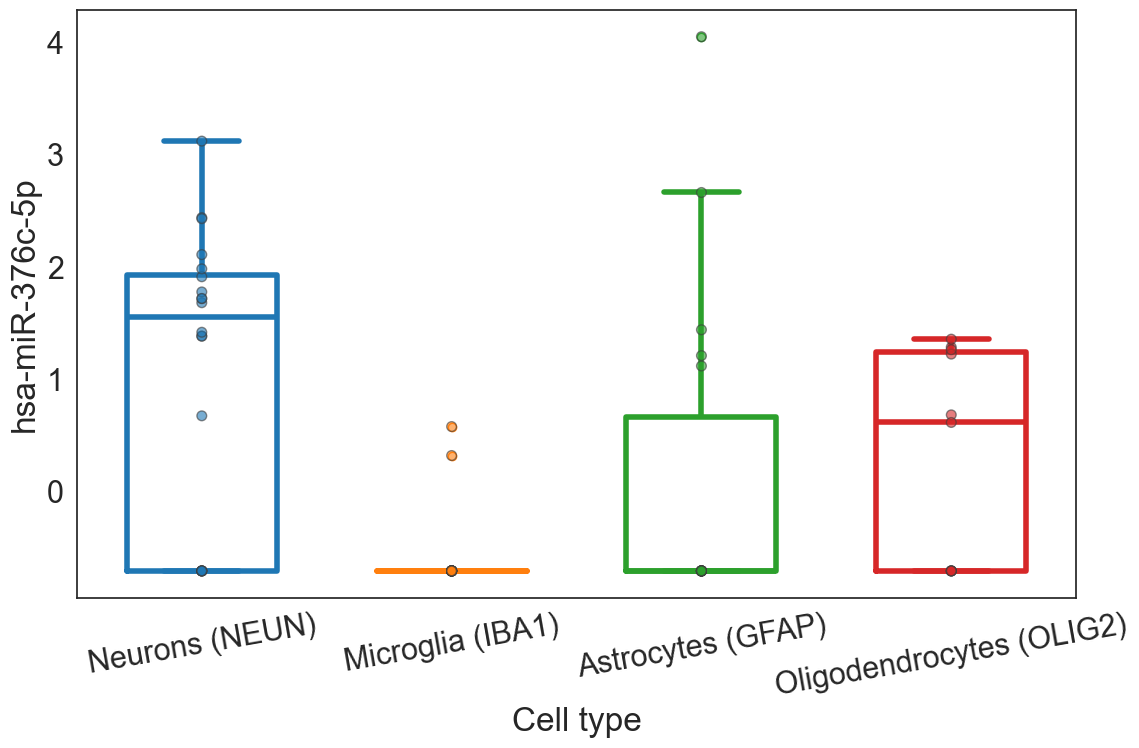 hsa-miR-376c-5p
4
3
2
1
0
Neurons (NEUN)
Microglia (IBA1)
Astrocytes (GFAP)
Oligodendrocytes (OLIG2)
Cell type